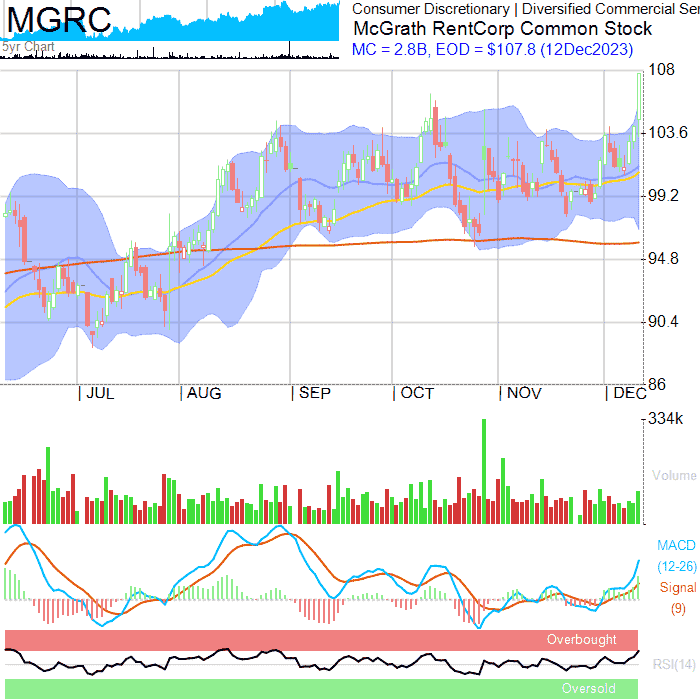 MGRC
5yr Chart
Consumer Discretionary | Diversified Commercial Ser
McGrath RentCorp Common Stock
MC = 2.8B, EOD = $107.8 (12Dec2023)
108
103.6
99.2
94.8
90.4
86
| JUL | AUG | SEP | OCT | NOV | DEC
334k
Volume
MACD
(12-26)
Signal
(9)
Overbought
RSI(14)
Oversold